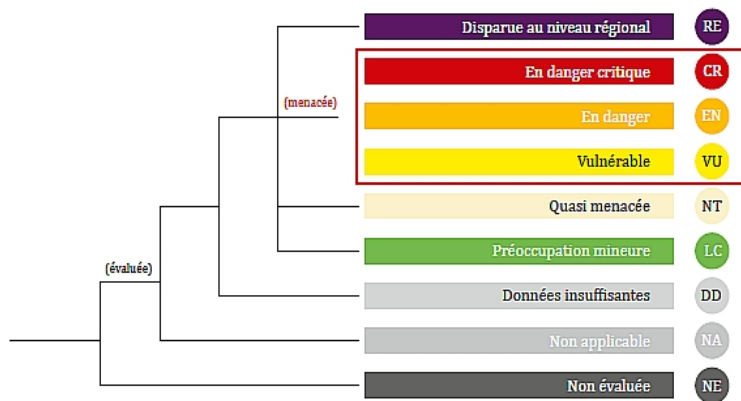 Disparue au niveau régional RE
En danger critique CR
(menacée)
En danger EN
Vulnérable VU
Quasi menacée NT
Préoccupation mineure LC
(évaluée)
Données insuffisantes DD
Non applicable NA
Non évaluée NE